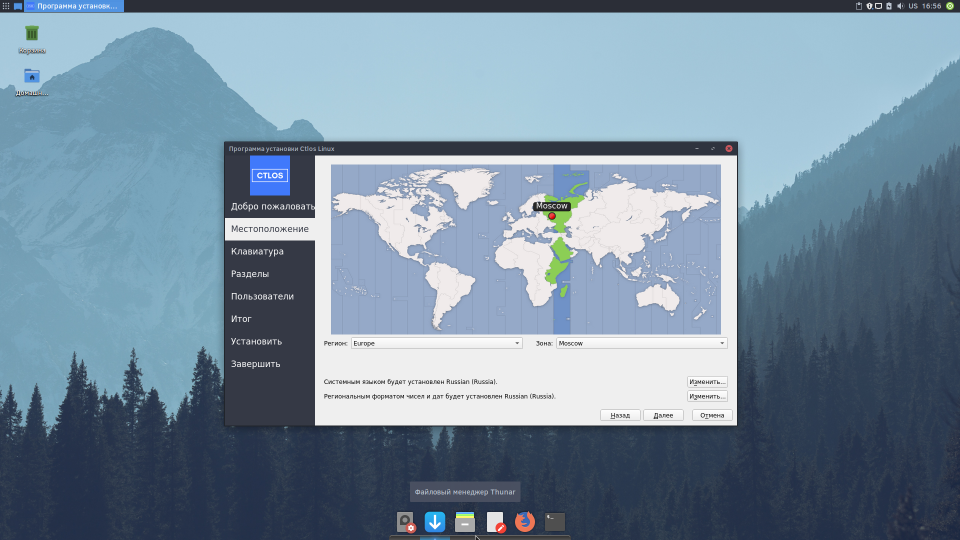 Программа установк...
US
16:56
Корзина
Программа установки Ctlos Linux
CTLOS
Добро пожаловать
Местоположение
Клавиатура
Разделы
Пользователи
Итог
Установить
Завершить
Moscow
Регион:
Europe
Зона:
Moscow
Системным языком будет установлен Russian (Russia).
Изменить...
Региональным форматом чисел и дат будет установлен Russian (Russia).
Изменить...
Назад
Далее
Отмена
Файловый менеджер Thunar